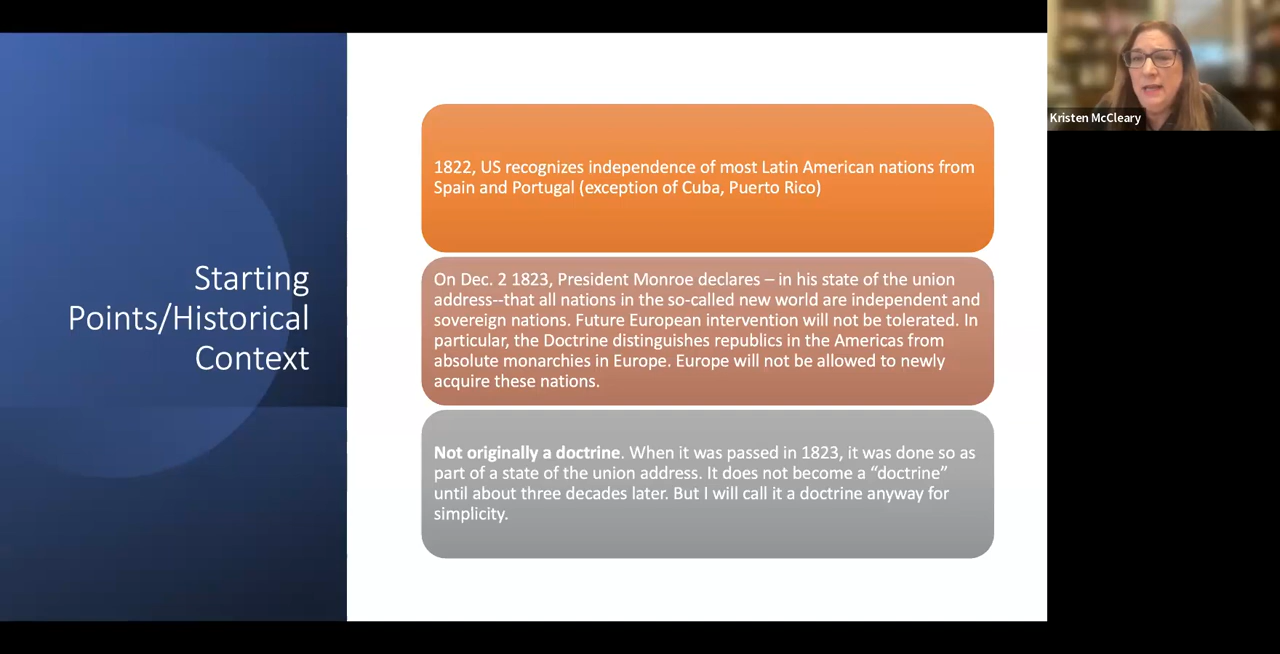 Starting
Points/Historical
Context
1822, US recognizes independence of most Latin American nations from
Spain and Portugal (exception of Cuba, Puerto Rico)
On Dec. 2 1823, President Monroe declares – in his state of the union
address--that all nations in the so-called new world are independent and
sovereign nations. Future European intervention will not be tolerated. In
particular, the Doctrine distinguishes republics in the Americas from
absolute monarchies in Europe. Europe will not be allowed to newly
acquire these nations.
Not originally a doctrine. When it was passed in 1823, it was done so as
part of a state of the union address. It does not become a “doctrine”
until about three decades later. But I will call it a doctrine anyway for
simplicity.
Kristen McCleary